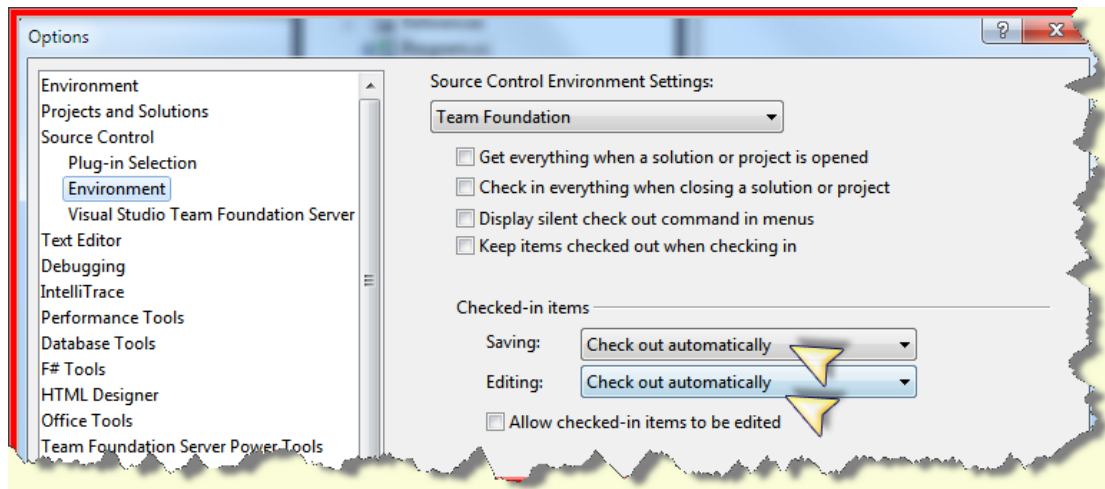 Options
Environment
Projects and Solutions
Source Control
Plug-in Selection
Environment
Visual Studio Team Foundation Server
Text Editor
Debugging
IntelliTrace
Performance Tools
Database Tools
F# Tools
HTML Designer
Office Tools
Team Foundation Server Power Tools
Source Control Environment Settings:
Team Foundation
Get everything when a solution or project is opened
Check in everything when closing a solution or project
Display silent check out command in menus
Keep items checked out when checking in
Checked-in items
Saving: Check out automatically
Editing: Check out automatically
Allow checked-in items to be edited